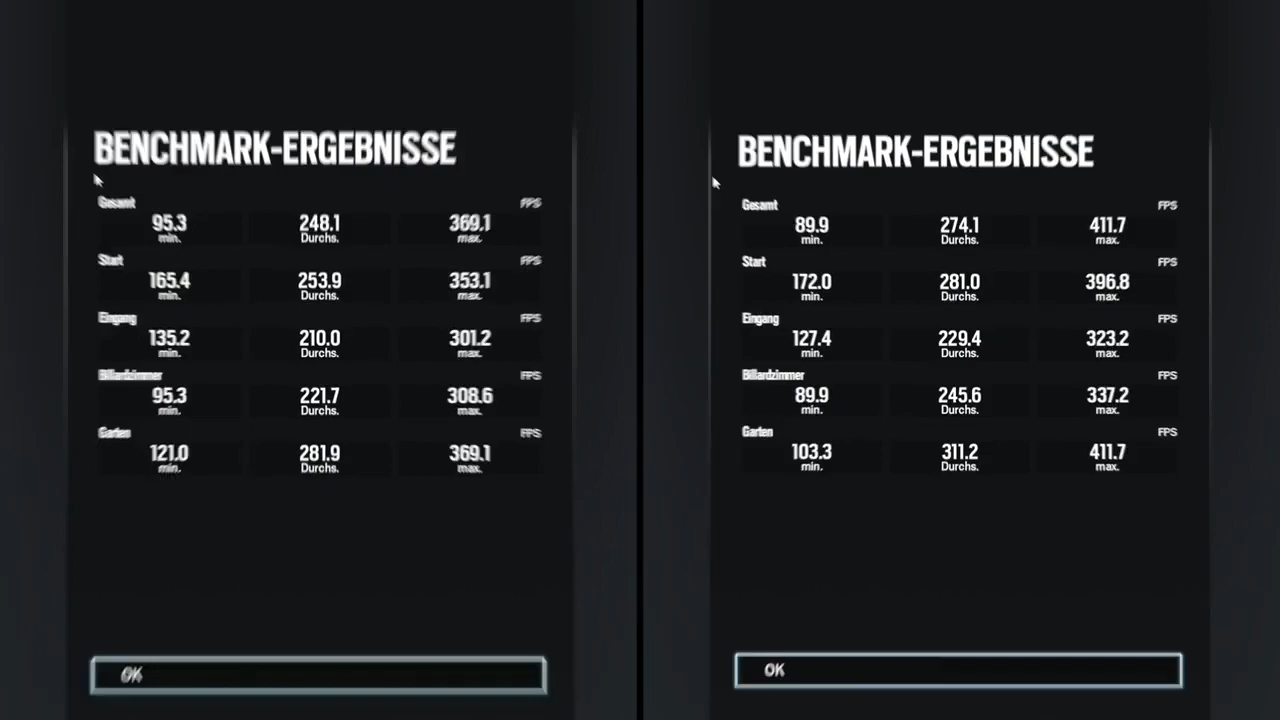 BENCHMARK-ERGEBNISSE
Gesamt FPS
95.3 248.1 369.1
min. Durchs. max.
Start FPS
165.4 253.9 353.1
min. Durchs. max.
Eingang FPS
135.2 210.0 301.2
min. Durchs. max.
Billardzimmer FPS
95.3 221.7 308.6
min. Durchs. max.
Garten FPS
121.0 281.9 369.1
min. Durchs. max.
OK
BENCHMARK-ERGEBNISSE
Gesamt FPS
89.9 274.1 411.7
min. Durchs. max.
Start FPS
172.0 281.0 396.8
min. Durchs. max.
Eingang FPS
127.4 229.4 323.2
min. Durchs. max.
Billardzimmer FPS
89.9 245.6 337.2
min. Durchs. max.
Garten FPS
103.3 311.2 411.7
min. Durchs. max.
OK